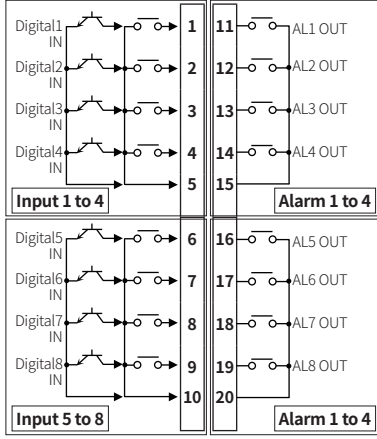 Digital1 IN 1 11 AL1 OUT
Digital2 IN 2 12 AL2 OUT
Digital3 IN 3 13 AL3 OUT
Digital4 IN 4 14 AL4 OUT
5 15
Input 1 to 4 Alarm 1 to 4
Digital5 IN 6 16 AL5 OUT
Digital6 IN 7 17 AL6 OUT
Digital7 IN 8 18 AL7 OUT
Digital8 IN 9 19 AL8 OUT
10 20
Input 5 to 8 Alarm 1 to 4